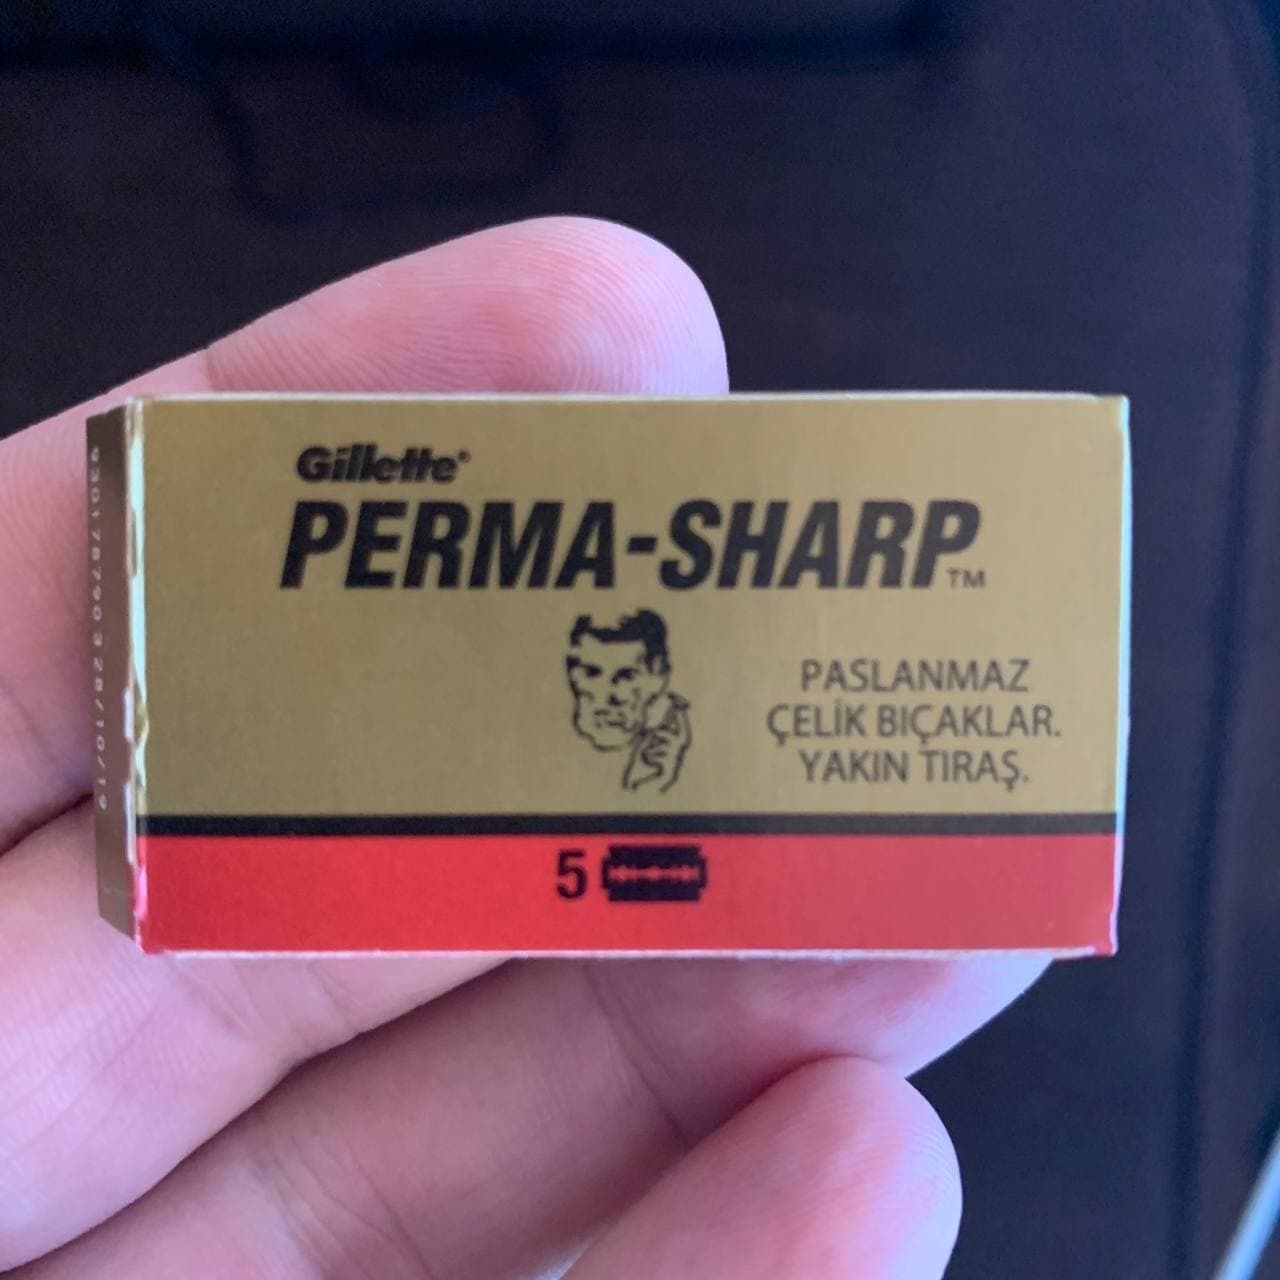 Gillette®
PERMA-SHARP™
PASLANMAZ
ÇELİK BIÇAKLAR.
YAKIN TIRAŞ.
5